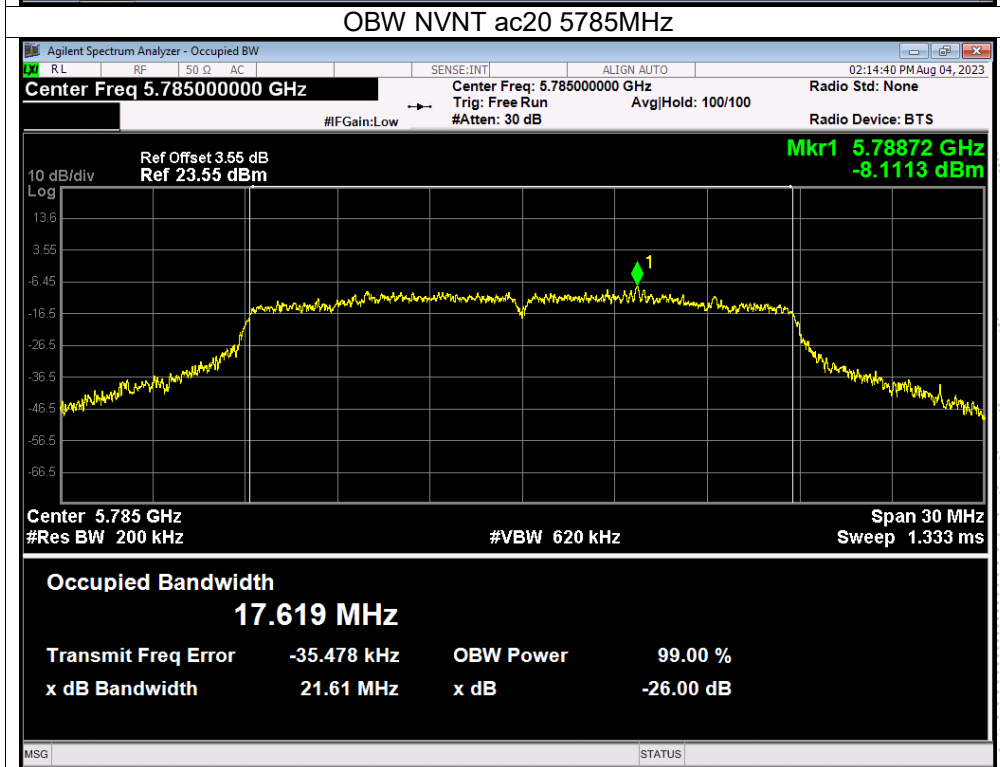 OBW NVNT ac20 5785MHz
Agilent Spectrum Analyzer - Occupied BW
LXI RL RF 50 Ω AC SENSE:INT ALIGN AUTO 02:14:40 PM Aug 04, 2023
Center Freq 5.785000000 GHz Center Freq: 5.785000000 GHz Radio Std: None
Trig: Free Run Avg|Hold: 100/100
#IFGain:Low #Atten: 30 dB Radio Device: BTS
Mkr1 5.78872 GHz
-8.1113 dBm
Ref Offset 3.55 dB
10 dB/div Ref 23.55 dBm
Log
13.6
3.55
1
-6.45
-16.5
-26.5
-36.5
-46.5
-56.5
-66.5
Center 5.785 GHz Span 30 MHz
#Res BW 200 kHz #VBW 620 kHz Sweep 1.333 ms
Occupied Bandwidth
17.619 MHz
Transmit Freq Error -35.478 kHz OBW Power 99.00 %
x dB Bandwidth 21.61 MHz x dB -26.00 dB
MSG STATUS